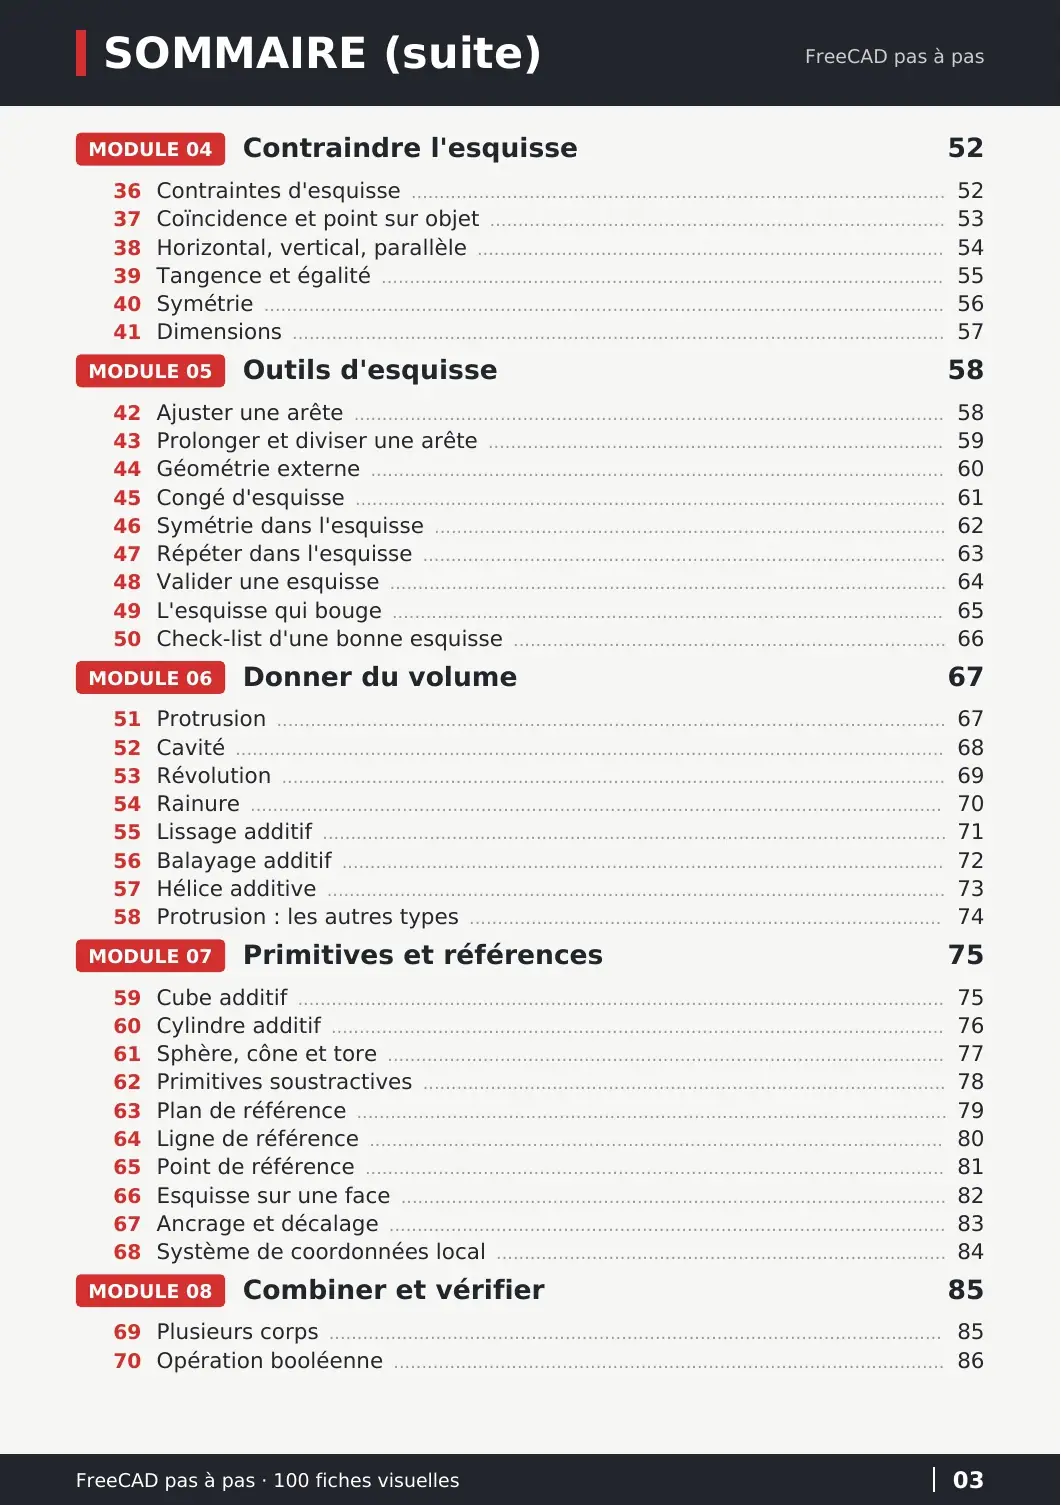 SOMMAIRE (suite)
FreeCAD pas à pas
MODULE 04 Contraindre l'esquisse 52
36 Contraintes d'esquisse 52
37 Coïncidence et point sur objet 53
38 Horizontal, vertical, parallèle 54
39 Tangence et égalité 55
40 Symétrie 56
41 Dimensions 57
MODULE 05 Outils d'esquisse 58
42 Ajuster une arête 58
43 Prolonger et diviser une arête 59
44 Géométrie externe 60
45 Congé d'esquisse 61
46 Symétrie dans l'esquisse 62
47 Répéter dans l'esquisse 63
48 Valider une esquisse 64
49 L'esquisse qui bouge 65
50 Check-list d'une bonne esquisse 66
MODULE 06 Donner du volume 67
51 Protrusion 67
52 Cavité 68
53 Révolution 69
54 Rainure 70
55 Lissage additif 71
56 Balayage additif 72
57 Hélice additive 73
58 Protrusion : les autres types 74
MODULE 07 Primitives et références 75
59 Cube additif 75
60 Cylindre additif 76
61 Sphère, cône et tore 77
62 Primitives soustractives 78
63 Plan de référence 79
64 Ligne de référence 80
65 Point de référence 81
66 Esquisse sur une face 82
67 Ancrage et décalage 83
68 Système de coordonnées local 84
MODULE 08 Combiner et vérifier 85
69 Plusieurs corps 85
70 Opération booléenne 86
FreeCAD pas à pas · 100 fiches visuelles
03